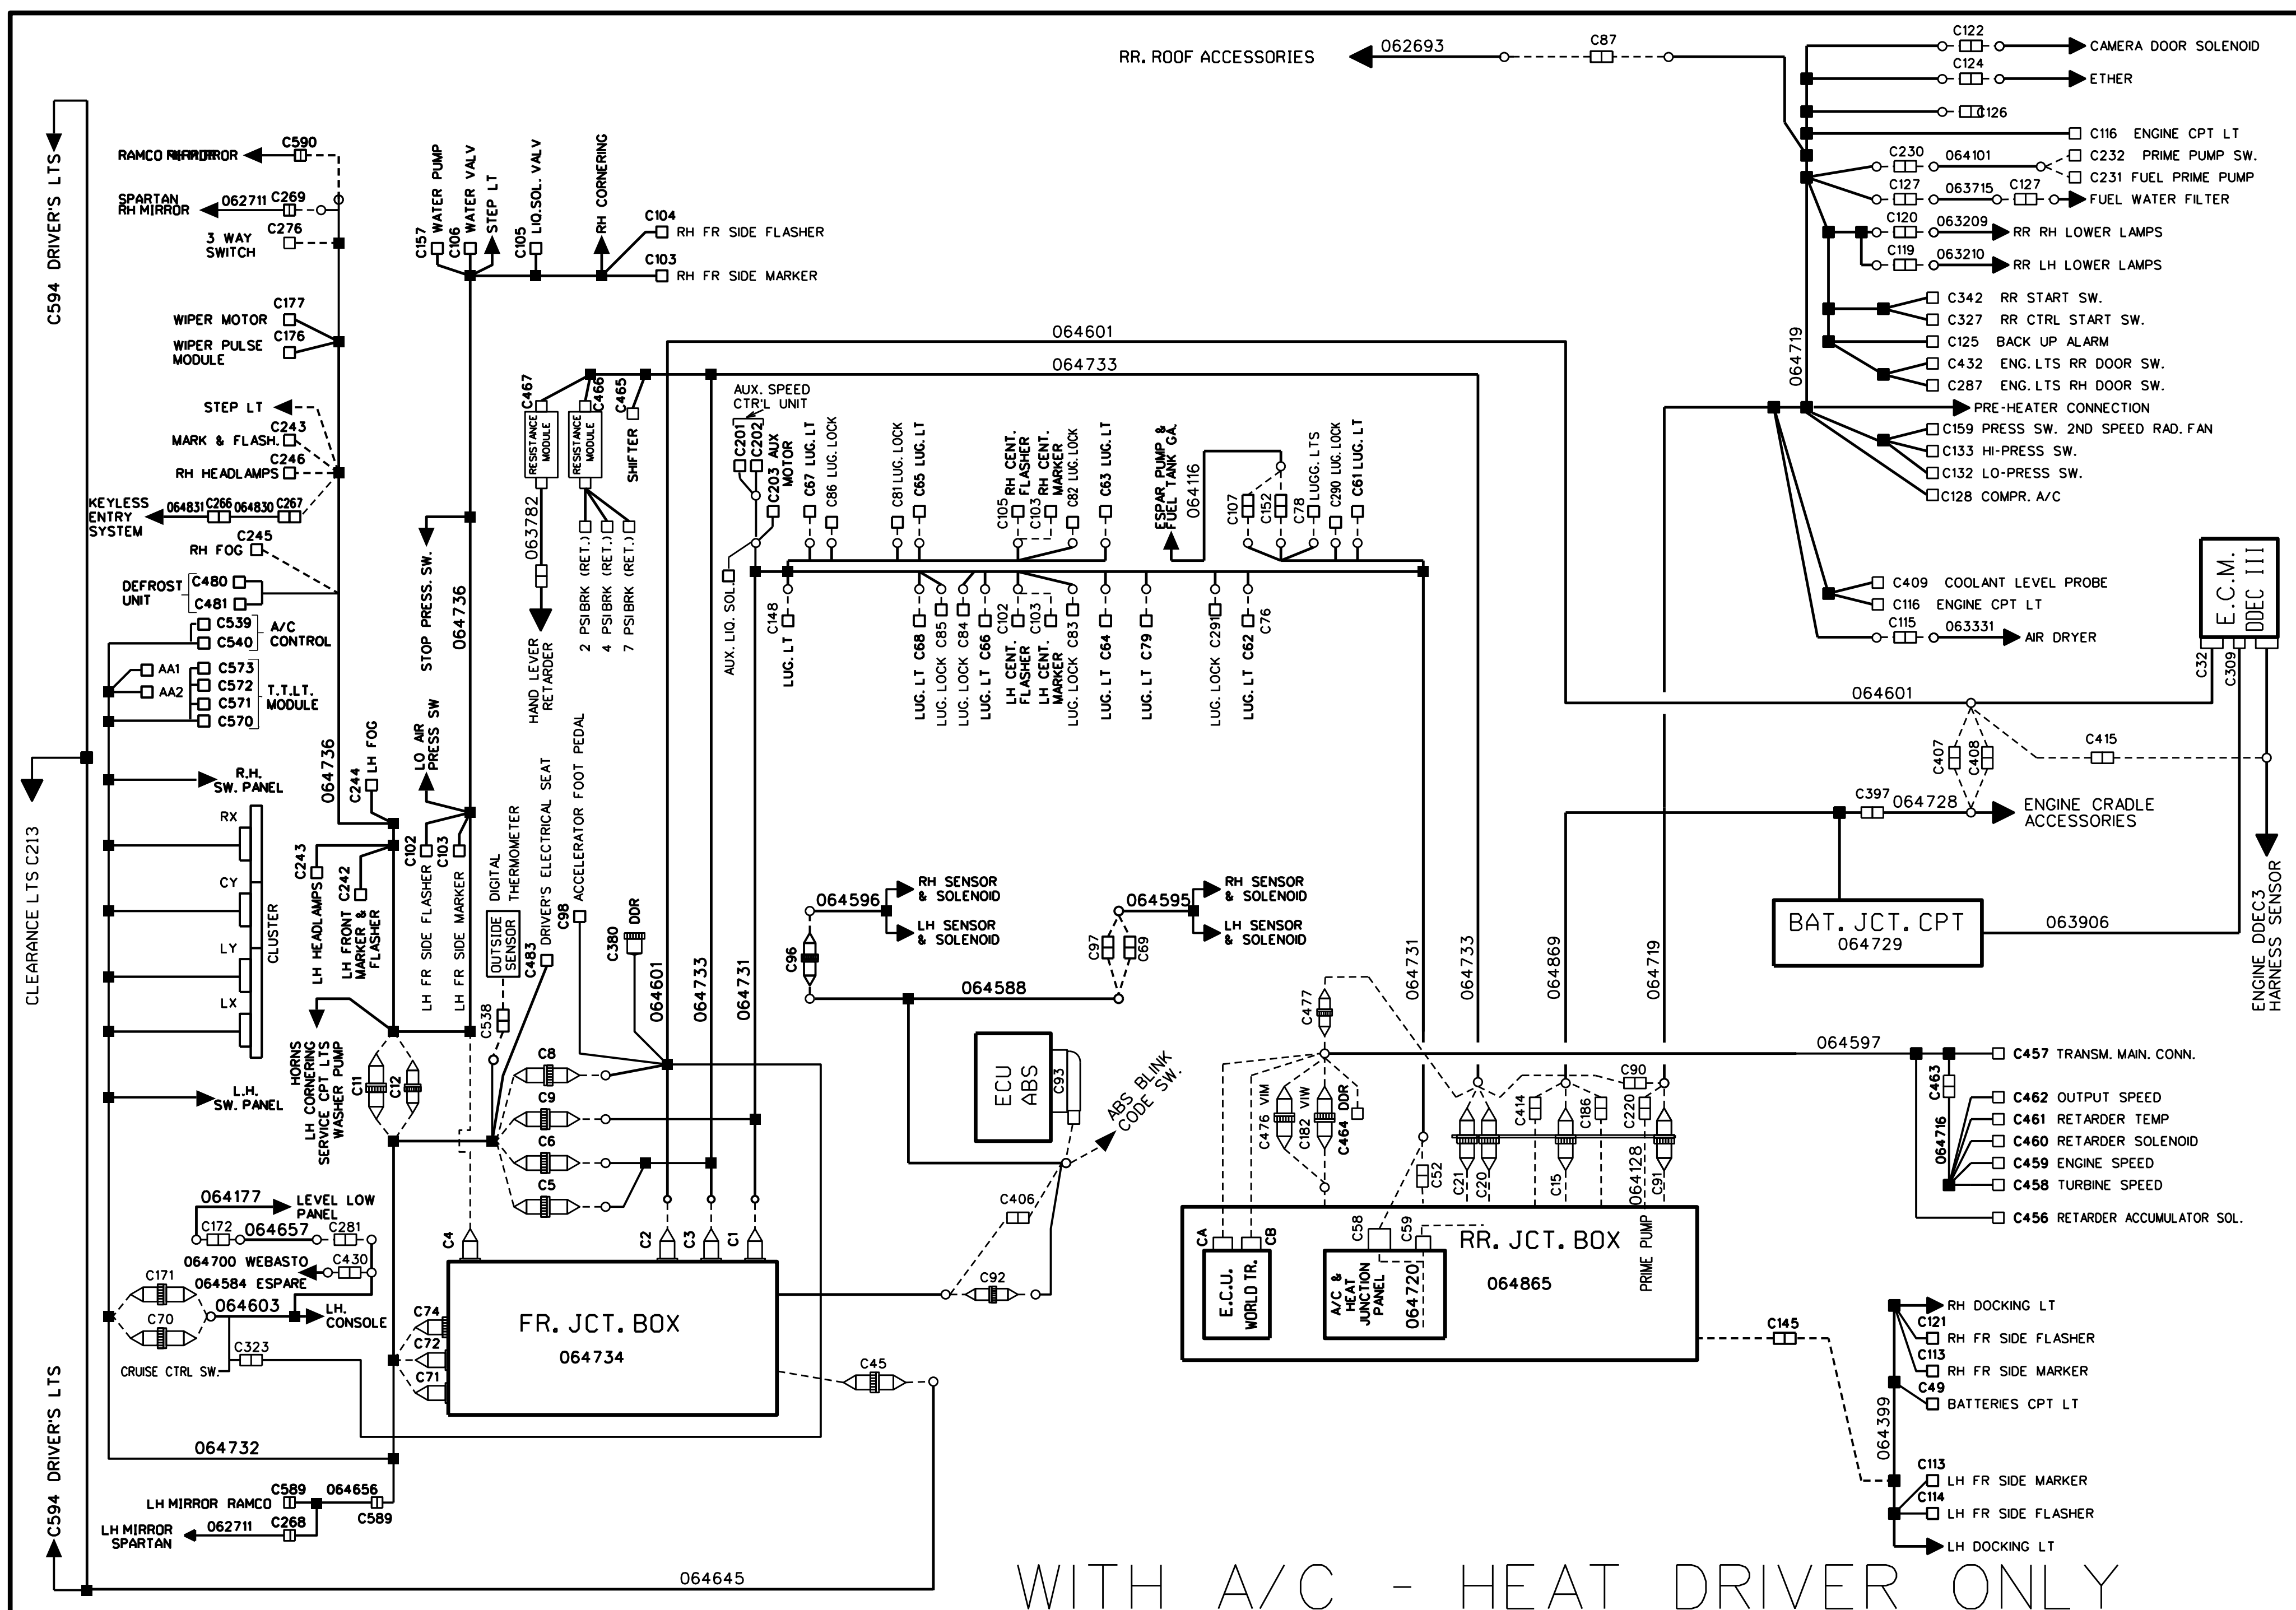 RR. ROOF ACCESSORIES
062693
C87
C122
CAMERA DOOR SOLENOID
C124
ETHER
C126
C116 ENGINE CPT LT
C230
064101
C232 PRIME PUMP SW.
C231 FUEL PRIME PUMP
C127
063715
C127
FUEL WATER FILTER
C120
063209
RR RH LOWER LAMPS
C119
063210
RR LH LOWER LAMPS
C342 RR START SW.
C327 RR CTRL START SW.
C125 BACK UP ALARM
C432 ENG. LTS RR DOOR SW.
C287 ENG. LTS RH DOOR SW.
064719
PRE-HEATER CONNECTION
C159 PRESS SW. 2ND SPEED RAD. FAN
C133 HI-PRESS SW.
C132 LO-PRESS SW.
C128 COMPR. A/C
C409 COOLANT LEVEL PROBE
C116 ENGINE CPT LT
C115
063331
AIR DRYER
E.C.M.
DDEC III
C32
C309
064601
C407
C408
C415
C397
064728
ENGINE CRADLE
ACCESSORIES
BAT. JCT. CPT
064729
063906
ENGINE DDEC3
HARNESS SENSOR
C594 DRIVER'S LTS
C590
C269
062711
SPARTAN
RH MIRROR
C276
3 WAY
SWITCH
C177
WIPER MOTOR
C176
WIPER PULSE
MODULE
STEP LT
C243
MARK & FLASH.
C246
RH HEADLAMPS
KEYLESS
ENTRY
SYSTEM
064831
C266
064830
C267
C245
RH FOG
DEFROST
UNIT
C480
C481
C539
C540
A/C
CONTROL
AA1
AA2
C573
C572
C571
C570
T.T.LT.
MODULE
064736
R.H.
SW. PANEL
RX
CY
LY
LX
CLUSTER
L.H.
SW. PANEL
CLEARANCE LTS C213
C157
WATER PUMP
C106
WATER VALV
STEP LT
C105
LIQ.SOL. VALV
RH CORNERING
C104
RH FR SIDE FLASHER
C103
RH FR SIDE MARKER
STOP PRESS. SW.
064736
LO AIR
PRESS SW
C244 LH FOG
C243
LH HEADLAMPS
C242
LH FRONT
MARKER &
FLASHER
C102
LH FR SIDE FLASHER
C103
LH FR SIDE MARKER
HORNS
LH CORNERING
SERVICE CPT LTS
WASHER PUMP
C11
C12
DIGITAL
THERMOMETER
OUTSIDE
SENSOR
C538
C483 DRIVER'S ELECTRICAL SEAT
C98 ACCELERATOR FOOT PEDAL
C380 DDR
C467
C466
C465
RESISTANCE
MODULE
RESISTANCE
MODULE
SHIFTER
063782
HAND LEVER
RETARDER
2 PSI BRK (RET.)
4 PSI BRK (RET.)
7 PSI BRK (RET.)
064601
064733
AUX. SPEED
CTR'L UNIT
C201
C202
C203 AUX
MOTOR
AUX. LIQ. SOL.
C67 LUG. LT
C86 LUG. LOCK
C81 LUG. LOCK
C65 LUG. LT
C105
RH CENT.
FLASHER
C103
RH CENT.
MARKER
C82 LUG. LOCK
C63 LUG. LT
ESPAR PUMP &
FUEL TANK GA.
064116
C107
C152
C78
LUGG. LTS
C290 LUG. LOCK
C61 LUG. LT
C148
LUG. LT
LUG. LT C68
LUG. LOCK C85
LUG. LOCK C84
LUG. LT C66
C102
LH CENT.
FLASHER
C103
LH CENT.
MARKER
LUG. LOCK C83
LUG. LT C64
LUG. LT C79
LUG. LOCK C291
LUG. LT C62
C76
064601
064733
064731
C8
C9
C6
C5
064596
RH SENSOR
& SOLENOID
LH SENSOR
& SOLENOID
C96
064595
RH SENSOR
& SOLENOID
LH SENSOR
& SOLENOID
C97
C69
064588
ECU
ABS
C93
ABS BLINK
CODE SW.
C406
C92
064731
064733
064869
064719
C477
C476 VIM
C182 VIW
C464 DDR
C52
C21
C20
C414
C15
C186
C90
C220
064128
C91
PRIME PUMP
064597
C457 TRANSM. MAIN. CONN.
C463
064716
C462 OUTPUT SPEED
C461 RETARDER TEMP
C460 RETARDER SOLENOID
C459 ENGINE SPEED
C458 TURBINE SPEED
C456 RETARDER ACCUMULATOR SOL.
CA
CB
E.C.U.
WORLD TR.
C58
C59
A/C &
HEAT
JUNCTION
PANEL
064720
RR. JCT. BOX
064865
C4
C2
C3
C1
FR. JCT. BOX
064734
C74
C72
C71
C45
064177
LEVEL LOW
PANEL
C172
064657
C281
064700 WEBASTO
C430
064584 ESPARE
C171
064603
LH.
CONSOLE
C70
C323
CRUISE CTRL SW.
064732
C589
064656
LH MIRROR RAMCO
C589
LH MIRROR
SPARTAN
062711
C268
C594 DRIVER'S LTS
064645
C145
RH DOCKING LT
C121
RH FR SIDE FLASHER
C113
RH FR SIDE MARKER
C49
BATTERIES CPT LT
064399
C113
LH FR SIDE MARKER
C114
LH FR SIDE FLASHER
LH DOCKING LT
WITH A/C - HEAT DRIVER ONLY